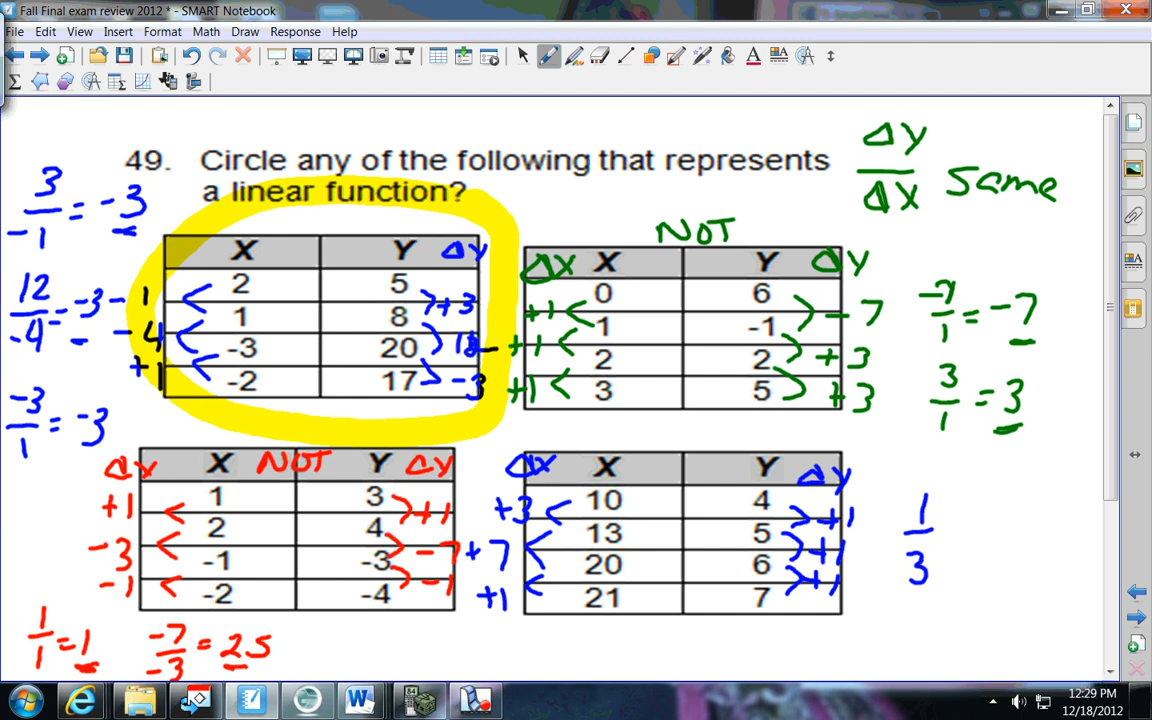 Fall Final exam review 2012 * - SMART Notebook
File Edit View Insert Format Math Draw Response Help
49. Circle any of the following that represents
a linear function?
ΔY
ΔX same
3
-1 = -3
12
-4 = -3
-3
1 = -3
X Y ΔY
2 5
1 8
-3 20
-2 17
-1
-4
+1
+3
12
-3
NOT
ΔX X Y ΔY
0 6
1 -1
2 2
3 5
+1
+1
+1
-7
+3
+3
-7
1 = -7
3
1 = 3
ΔX X NOT Y ΔY
1 3
2 4
-1 -3
-2 -4
+1
-3
-1
+1
-7
-1
1
1 = 1
-7
-3 = 2.5
ΔX X Y ΔY
10 4
13 5
20 6
21 7
+3
+7
+1
+1
+1
+1
1
3
12:29 PM
12/18/2012